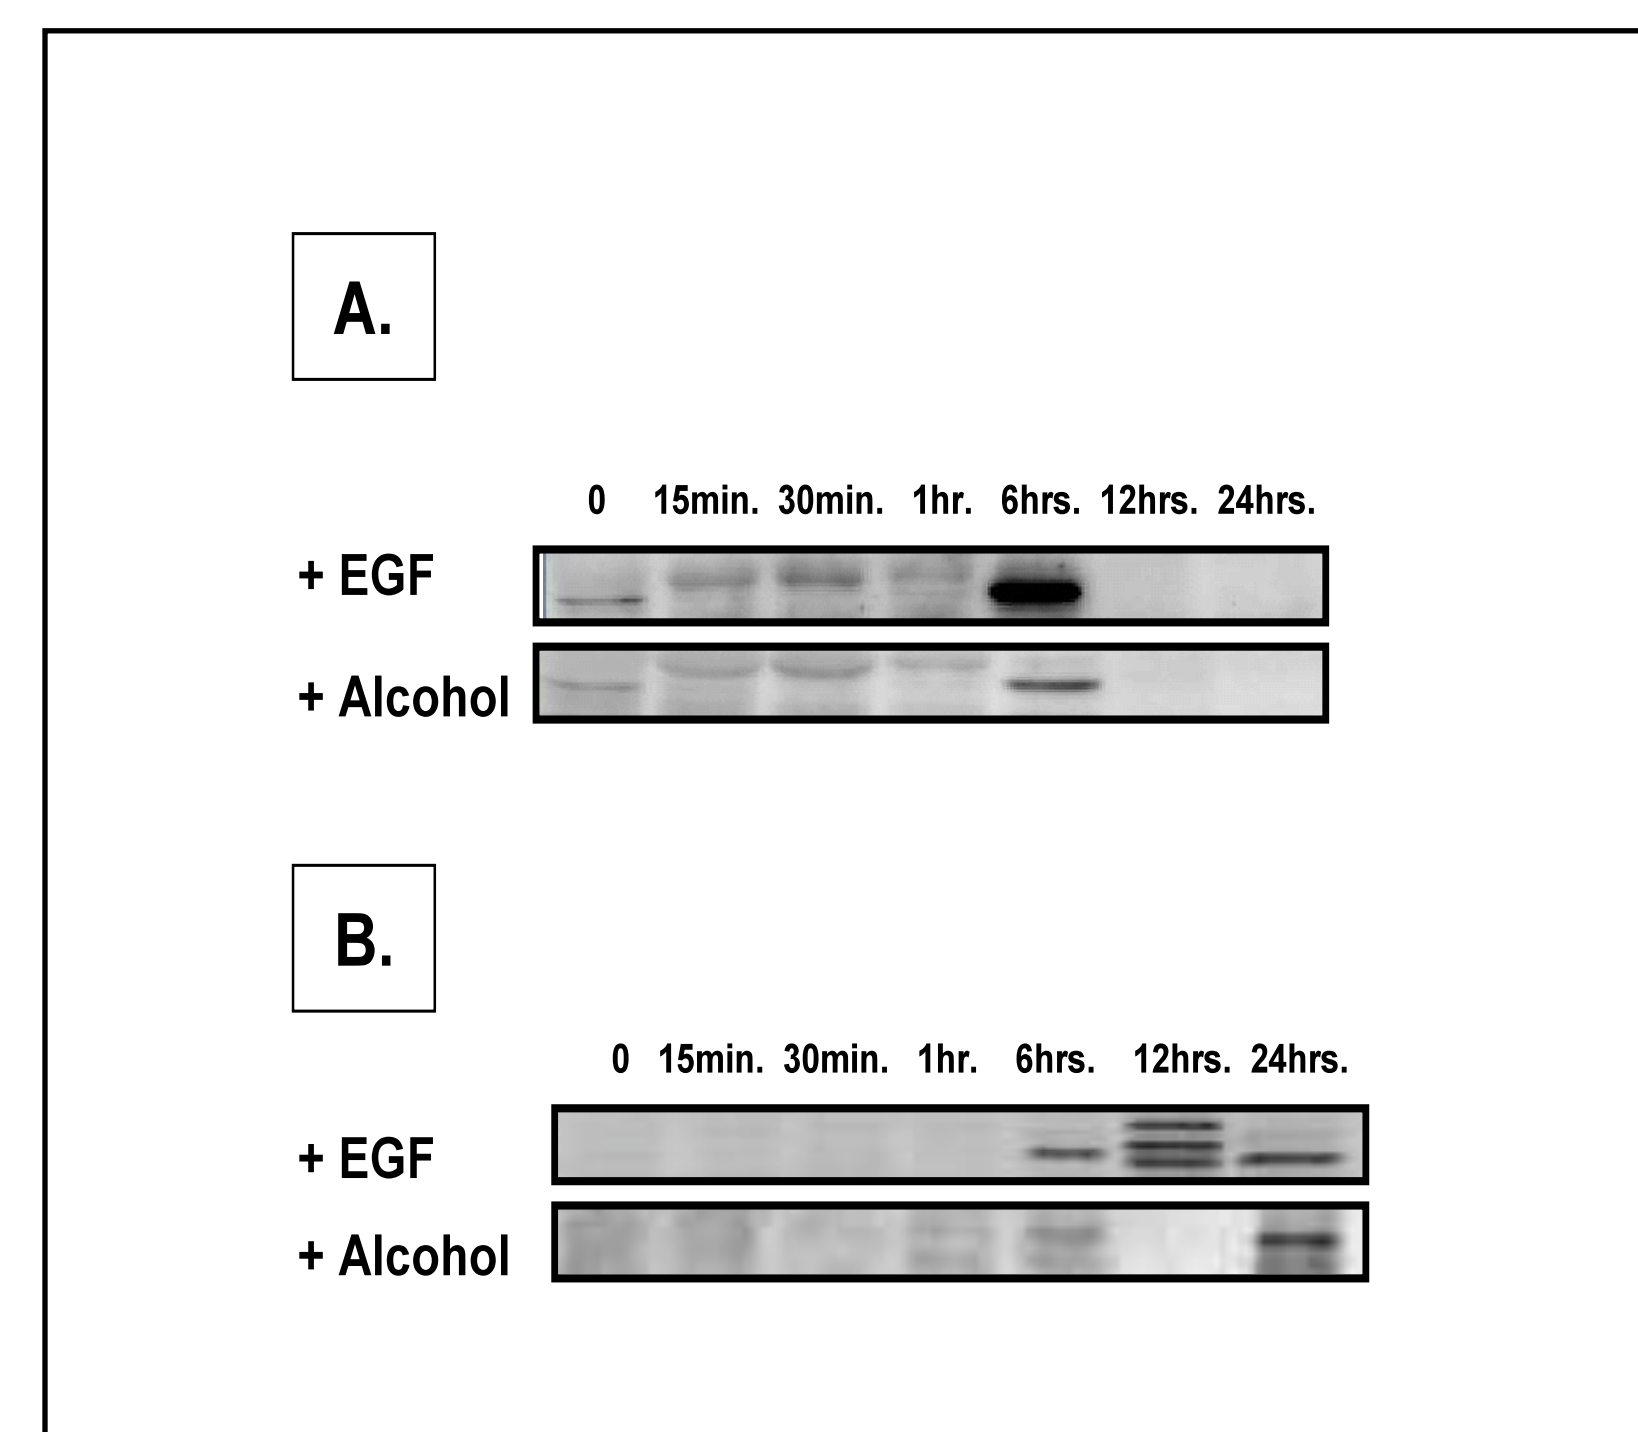 A.
0 15min. 30min. 1hr. 6hrs. 12hrs. 24hrs.
+ EGF
+ Alcohol
B.
0 15min. 30min. 1hr. 6hrs. 12hrs. 24hrs.
+ EGF
+ Alcohol